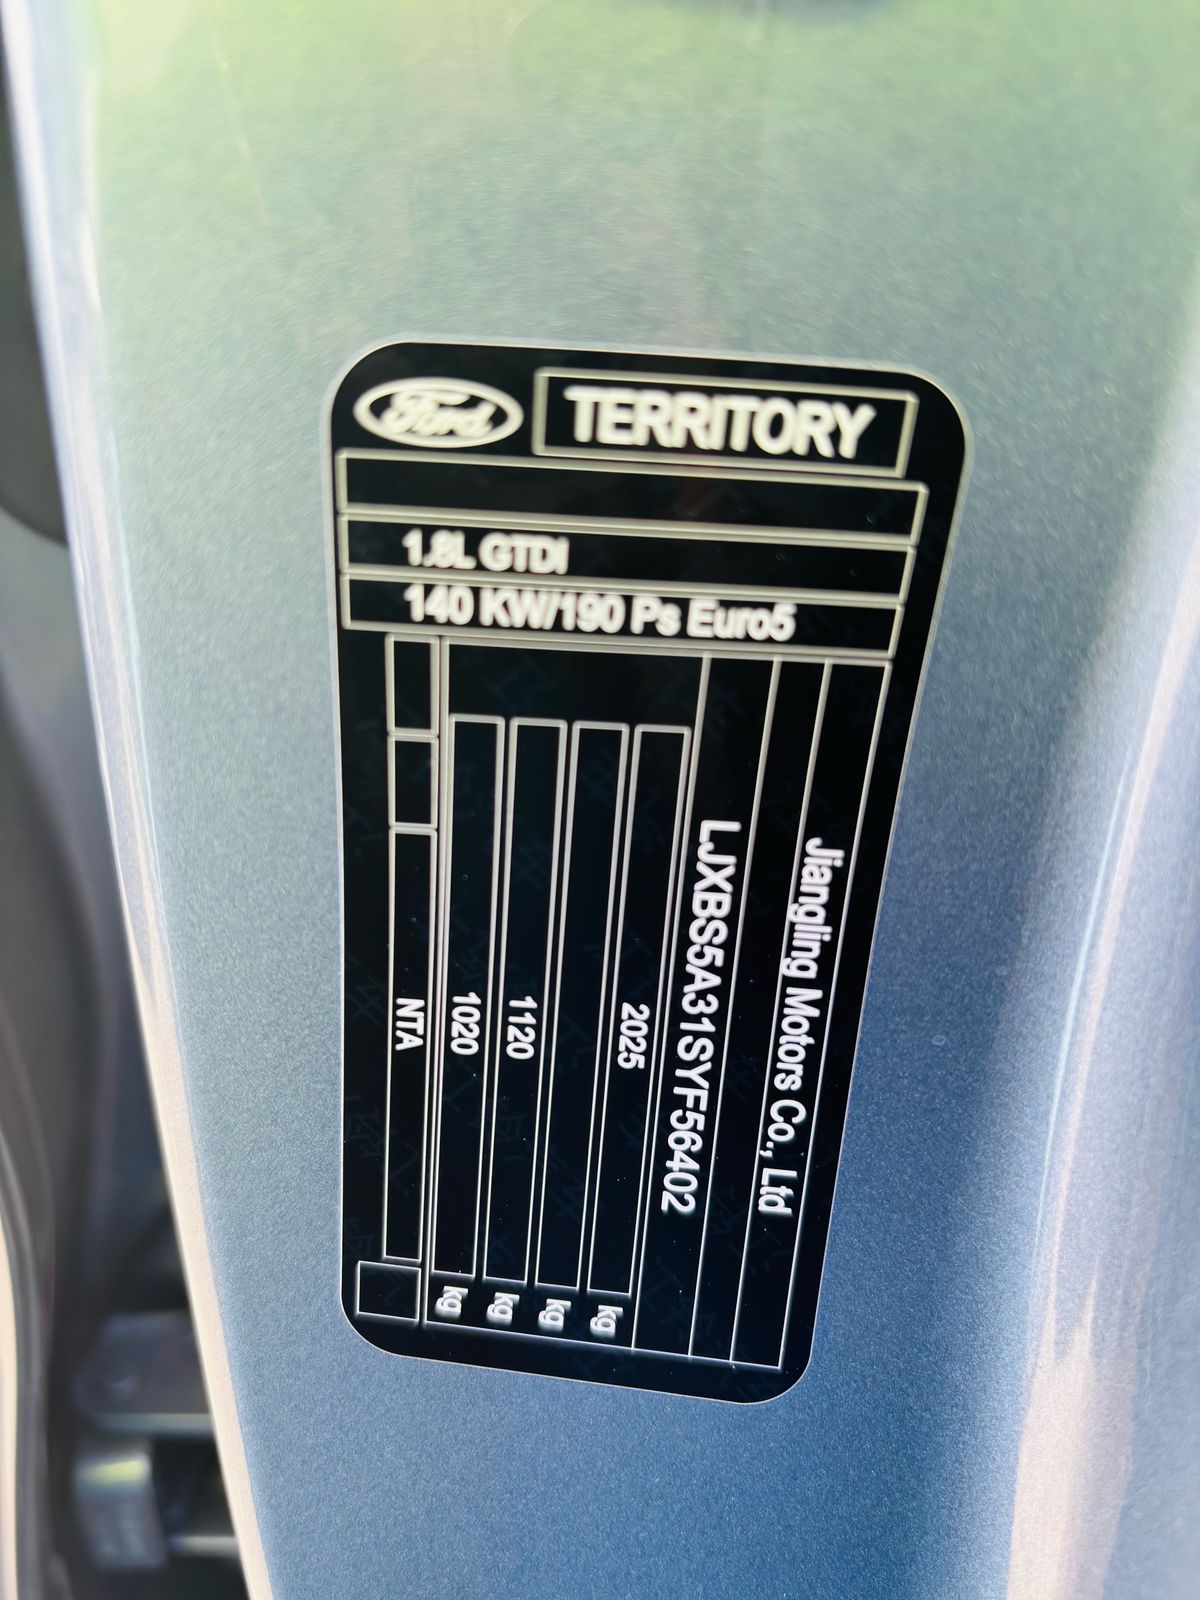 Ford
TERRITORY
1.8L GTDI
140 KW/190 Ps Euro5
Jiangling Motors Co., Ltd
LJXBS5A31SYF56402
2025 kg
kg
1120 kg
1020 kg
NTA